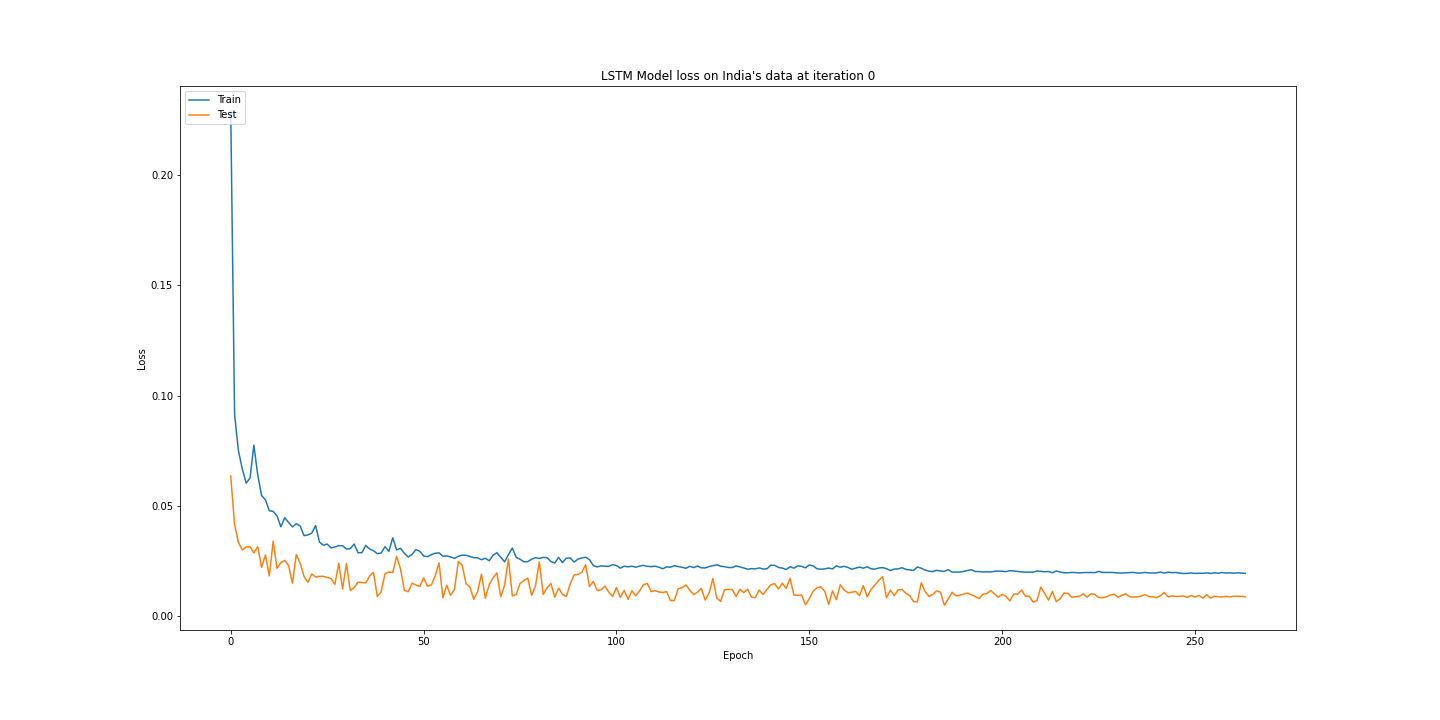 LSTM Model loss on India's data at iteration 0
Train
Test
0.20
0.15
0.10
0.05
0.00
Loss
0 50 100 150 200 250
Epoch